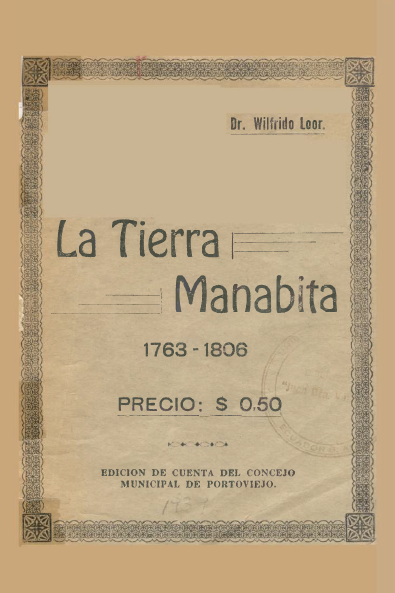 Dr. Wilfrido Loor.
La Tierra
Manabita
1763 - 1806
PRECIO: $ 0,50
EDICION DE CUENTA DEL CONCEJO
MUNICIPAL DE PORTOVIEJO.